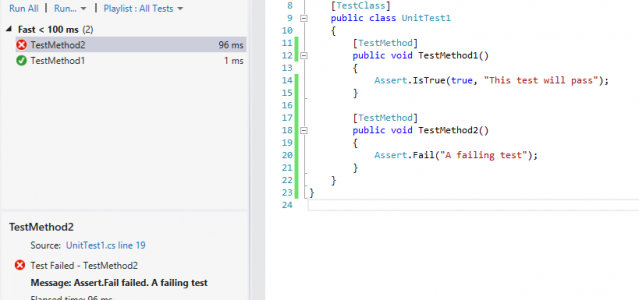 Run All | Run... | Playlist : All Tests
Fast < 100 ms (2)
TestMethod2 96 ms
TestMethod1 1 ms
TestMethod2
Source: UnitTest1.cs line 19
Test Failed - TestMethod2
Message: Assert.Fail failed. A failing test
Elapsed time: 96 ms
8 [TestClass]
9 public class UnitTest1
10 {
11 [TestMethod]
12 public void TestMethod1()
13 {
14 Assert.IsTrue(true, "This test will pass");
15 }
16
17 [TestMethod]
18 public void TestMethod2()
19 {
20 Assert.Fail("A failing test");
21 }
22 }
23 }
24